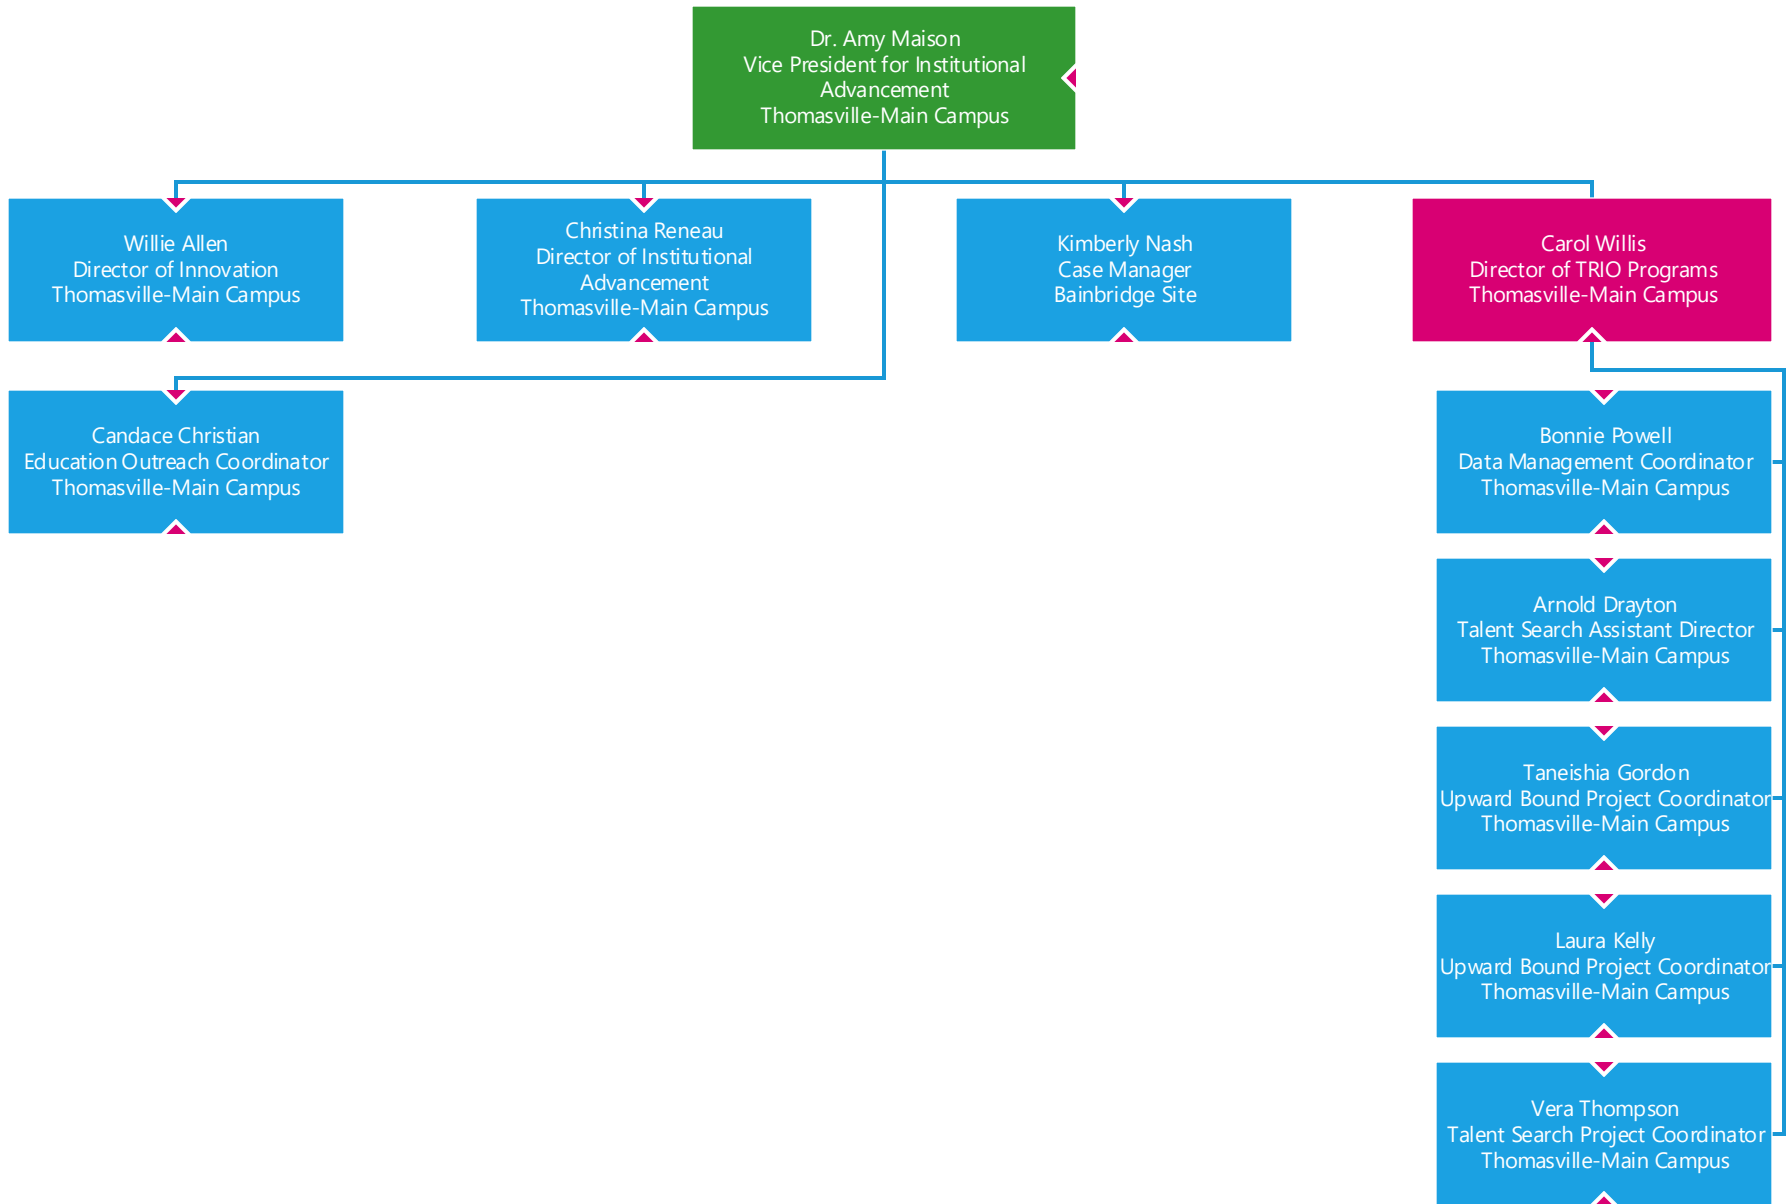 Dr. Amy Maison
Vice President for Institutional
Advancement
Thomasville-Main Campus
Willie Allen
Director of Innovation
Thomasville-Main Campus
Christina Reneau
Director of Institutional
Advancement
Thomasville-Main Campus
Kimberly Nash
Case Manager
Bainbridge Site
Carol Willis
Director of TRIO Programs
Thomasville-Main Campus
Candace Christian
Education Outreach Coordinator
Thomasville-Main Campus
Bonnie Powell
Data Management Coordinator
Thomasville-Main Campus
Arnold Drayton
Talent Search Assistant Director
Thomasville-Main Campus
Taneishia Gordon
Upward Bound Project Coordinator
Thomasville-Main Campus
Laura Kelly
Upward Bound Project Coordinator
Thomasville-Main Campus
Vera Thompson
Talent Search Project Coordinator
Thomasville-Main Campus